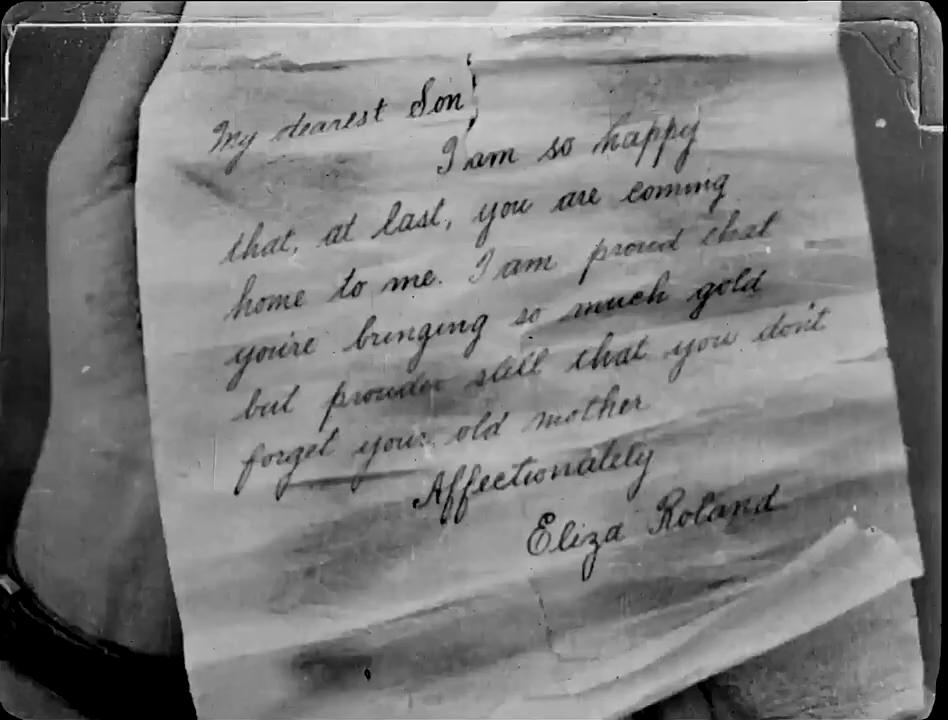 My dearest Son,
I am so happy
that, at last, you are coming
home to me. I am proud that
you're bringing so much gold
but prouder still that you don't
forget your old mother
Affectionately
Eliza Roland